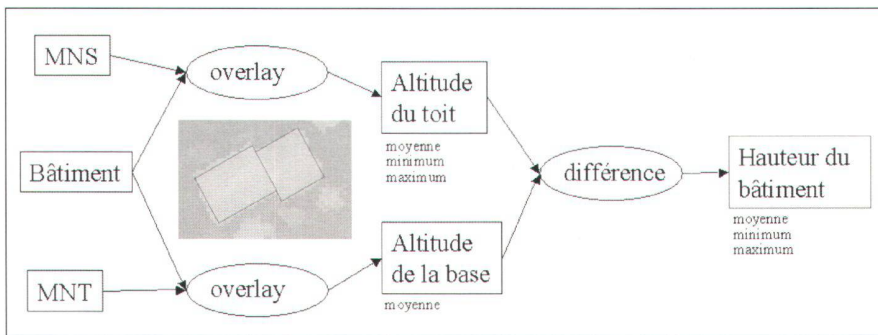 MNS
overlay
Altitude
du toit
moyenne
minimum
maximum
Bâtiment
différence
Hauteur du
bâtiment
moyenne
minimum
maximum
MNT
overlay
Altitude
de la base
moyenne